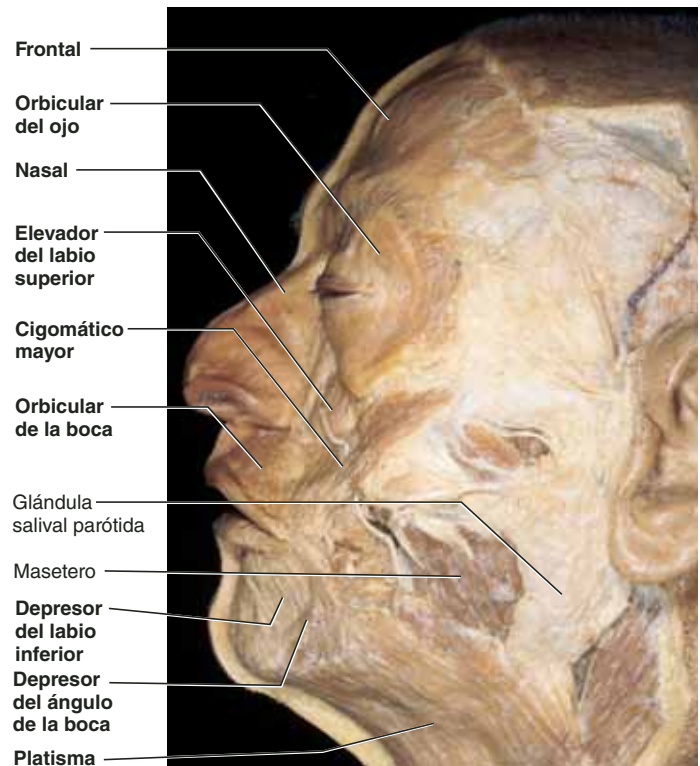 Frontal
Orbicular
del ojo
Nasal
Elevador
del labio
superior
Cigomático
mayor
Orbicular
de la boca
Glándula
salival parótida
Masetero
Depresor
del labio
inferior
Depresor
del ángulo
de la boca
Platisma